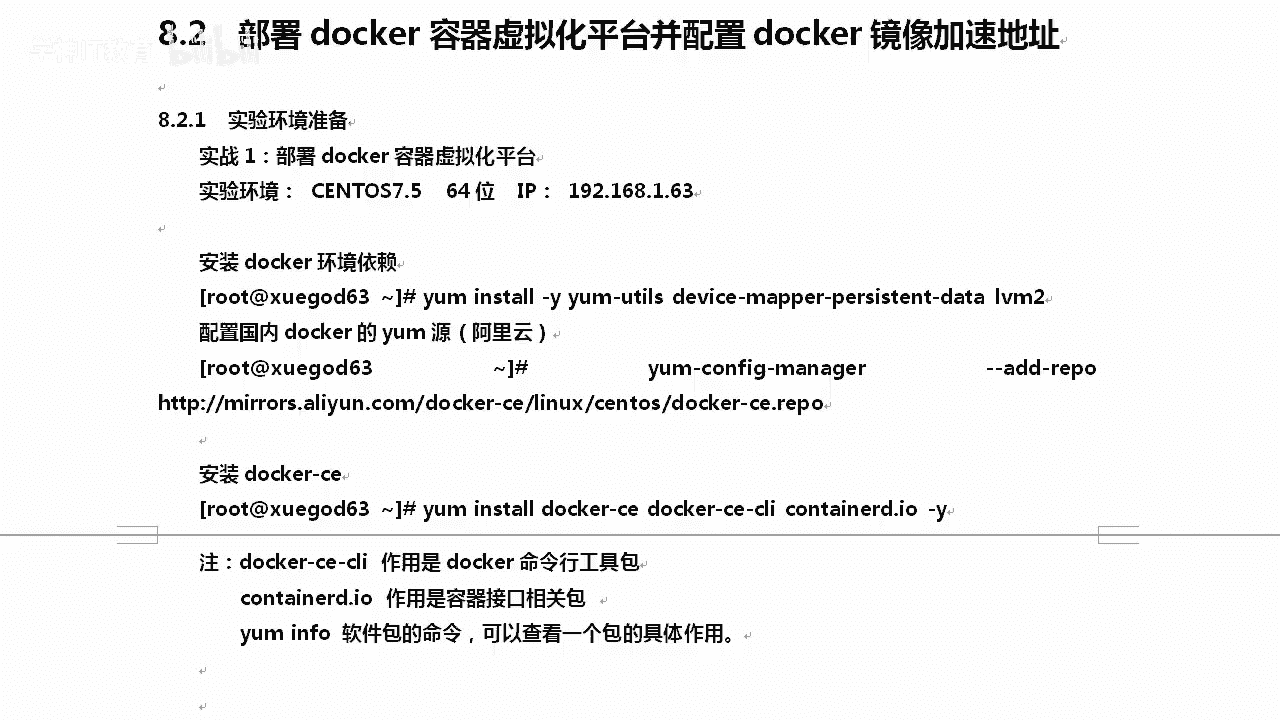 8.2 部署 docker 容器虚拟化平台并配置 docker 镜像加速地址
8.2.1 实验环境准备
实战 1：部署 docker 容器虚拟化平台
实验环境： CENTOS7.5 64 位 IP： 192.168.1.63
安装 docker 环境依赖
[root@xuegod63 ~]# yum install -y yum-utils device-mapper-persistent-data lvm2
配置国内 docker 的 yum 源（阿里云）
[root@xuegod63 ~]# yum-config-manager --add-repo
http://mirrors.aliyun.com/docker-ce/linux/centos/docker-ce.repo
安装 docker-ce
[root@xuegod63 ~]# yum install docker-ce docker-ce-cli containerd.io -y
注：docker-ce-cli 作用是 docker 命令行工具包
containerd.io 作用是容器接口相关包
yum info 软件包的命令，可以查看一个包的具体作用。